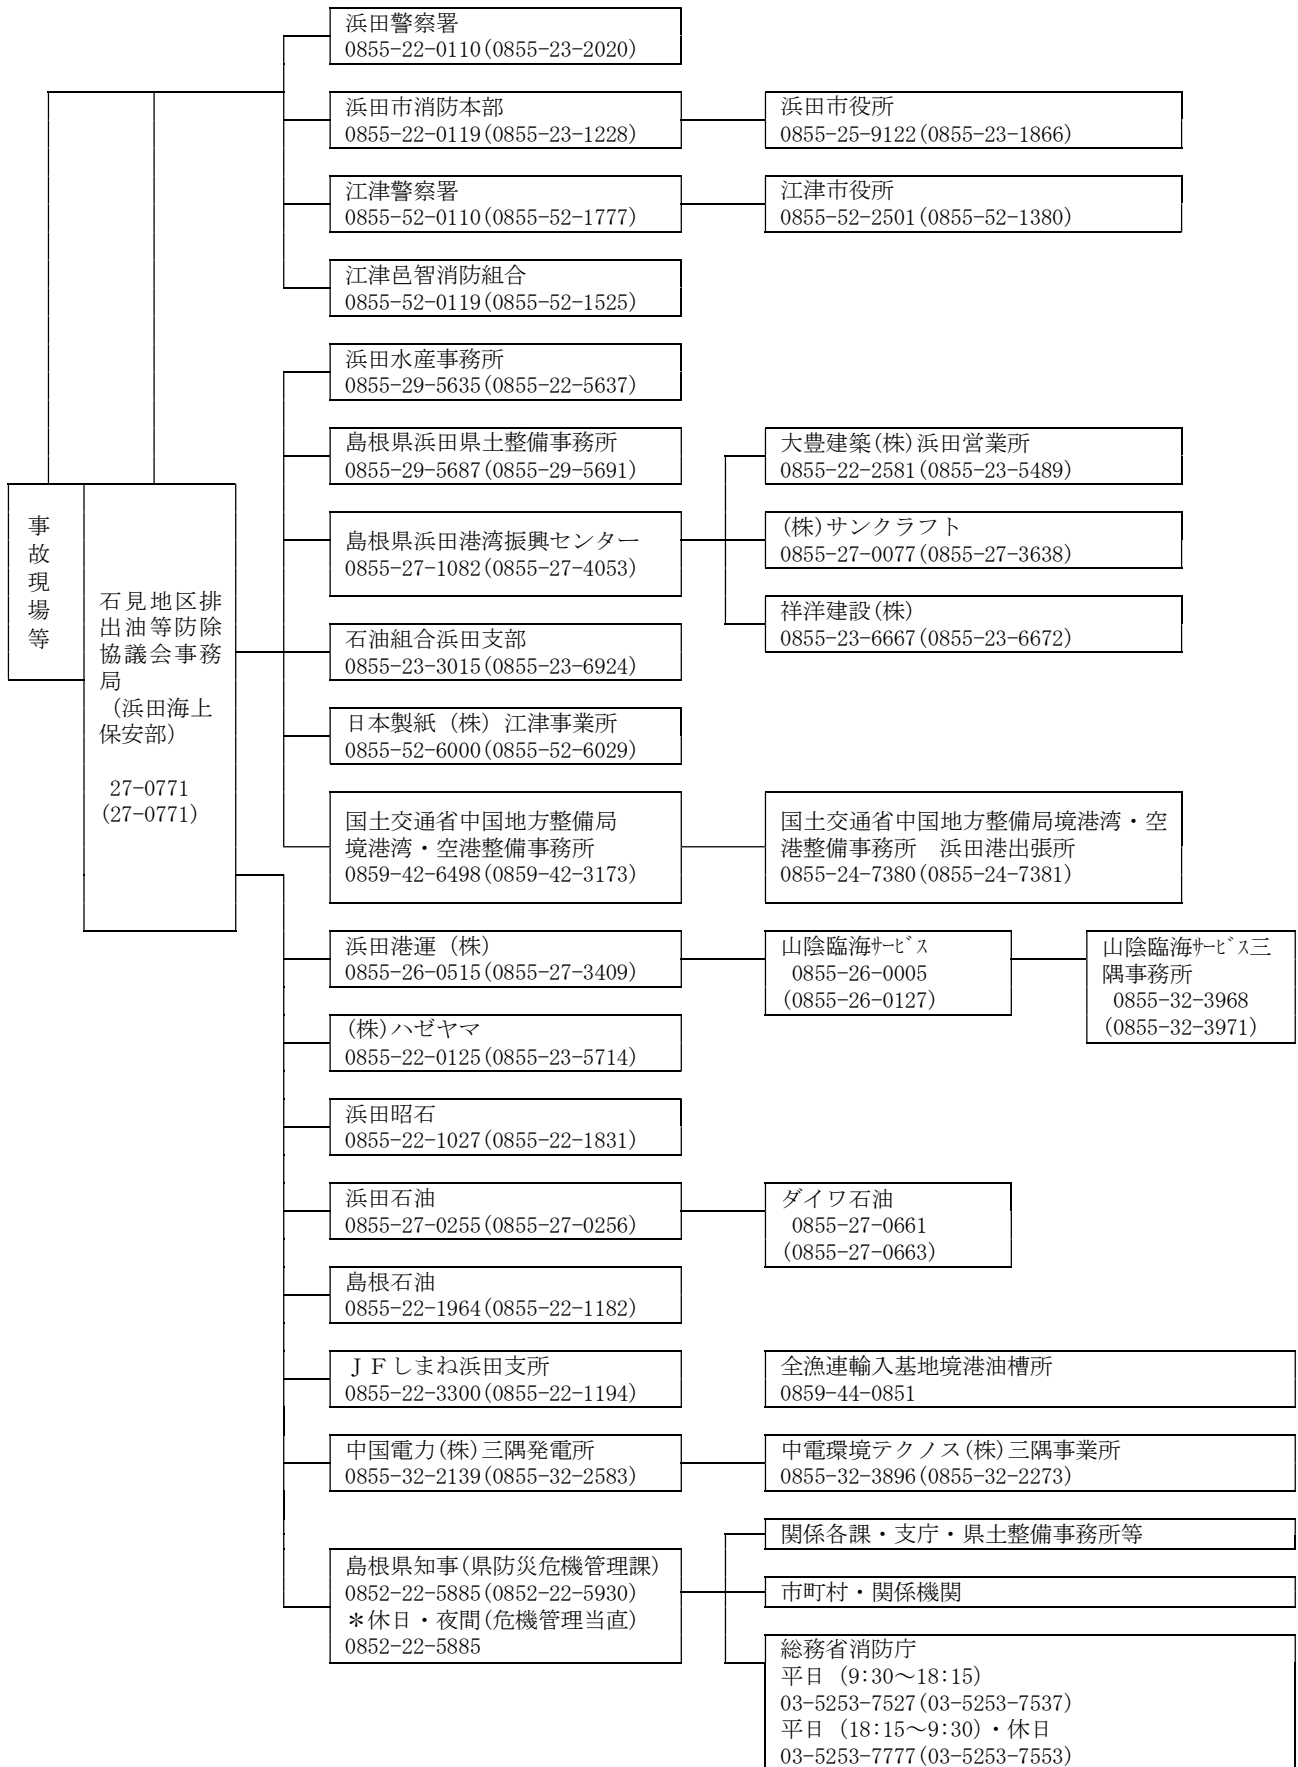 浜田警察署
0855-22-0110(0855-23-2020)
浜田市消防本部
0855-22-0119(0855-23-1228)
浜田市役所
0855-25-9122(0855-23-1866)
江津警察署
0855-52-0110(0855-52-1777)
江津市役所
0855-52-2501(0855-52-1380)
江津邑智消防組合
0855-52-0119(0855-52-1525)
浜田水産事務所
0855-29-5635(0855-22-5637)
島根県浜田県土整備事務所
0855-29-5687(0855-29-5691)
大豊建築(株)浜田営業所
0855-22-2581(0855-23-5489)
事故現場等
石見地区排
出油等防除
協議会事務
局
(浜田海上
保安部)
27-0771
(27-0771)
島根県浜田港湾振興センター
0855-27-1082(0855-27-4053)
(株)サンクラフト
0855-27-0077(0855-27-3638)
祥洋建設(株)
0855-23-6667(0855-23-6672)
石油組合浜田支部
0855-23-3015(0855-23-6924)
日本製紙(株)江津事業所
0855-52-6000(0855-52-6029)
国土交通省中国地方整備局
境港湾・空港整備事務所
0859-42-6498(0859-42-3173)
国土交通省中国地方整備局境港湾・空
港整備事務所 浜田港出張所
0855-24-7380(0855-24-7381)
浜田港運(株)
0855-26-0515(0855-27-3409)
山陰臨海ｻｰﾋﾞｽ
0855-26-0005
(0855-26-0127)
山陰臨海ｻｰﾋﾞｽ三
隅事務所
0855-32-3968
(0855-32-3971)
(株)ハゼヤマ
0855-22-0125(0855-23-5714)
浜田昭石
0855-22-1027(0855-22-1831)
浜田石油
0855-27-0255(0855-27-0256)
ダイワ石油
0855-27-0661
(0855-27-0663)
島根石油
0855-22-1964(0855-22-1182)
JFしまね浜田支所
0855-22-3300(0855-22-1194)
全漁連輸入基地境港油槽所
0859-44-0851
中国電力(株)三隅発電所
0855-32-2139(0855-32-2583)
中電環境テクノス(株)三隅事業所
0855-32-3896(0855-32-2273)
島根県知事(県防災危機管理課)
0852-22-5885(0852-22-5930)
*休日・夜間(危機管理当直)
0852-22-5885
関係各課・支庁・県土整備事務所等
市町村・関係機関
総務省消防庁
平日(9:30～18:15)
03-5253-7527(03-5253-7537)
平日(18:15～9:30)・休日
03-5253-7777(03-5253-7553)